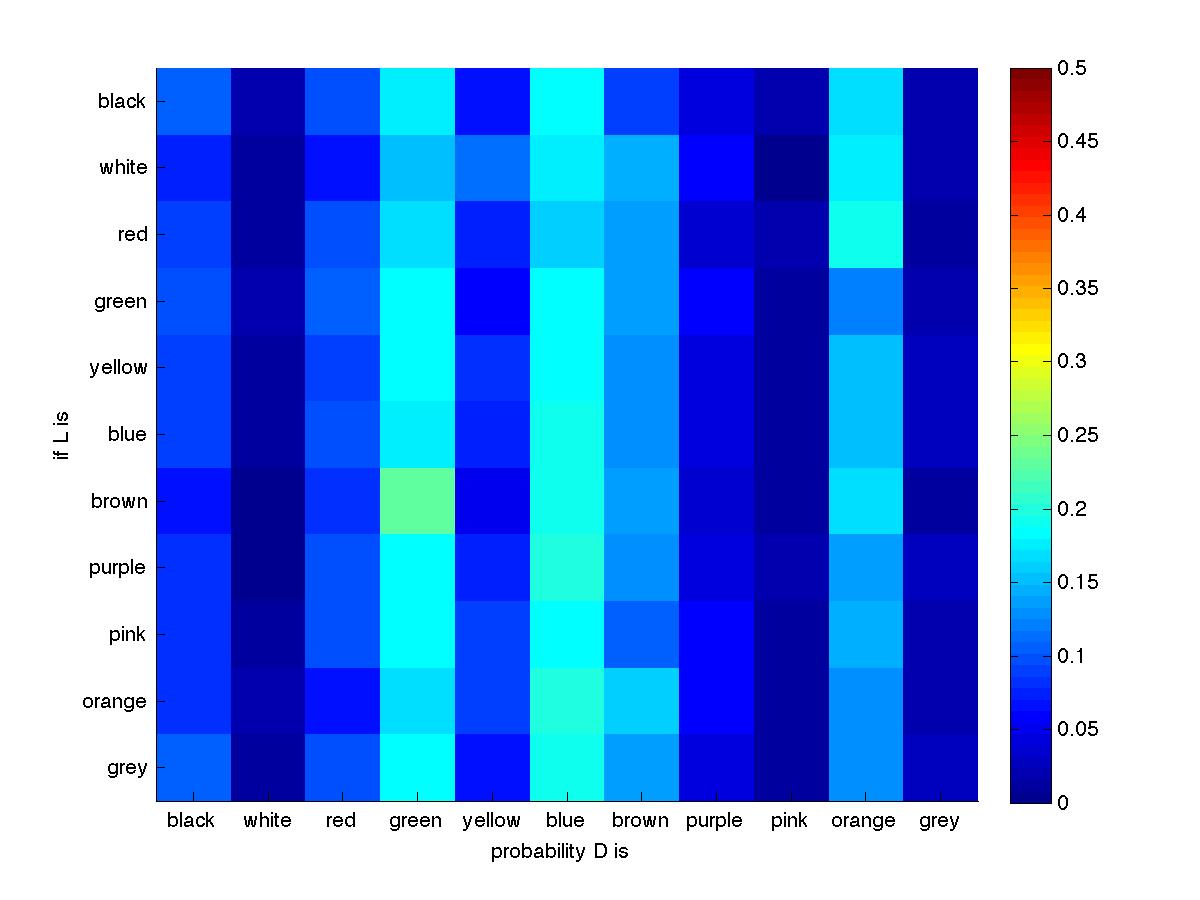 if L is
black
white
red
green
yellow
blue
brown
purple
pink
orange
grey
black white red green yellow blue brown purple pink orange grey
probability D is
0.5
0.45
0.4
0.35
0.3
0.25
0.2
0.15
0.1
0.05
0